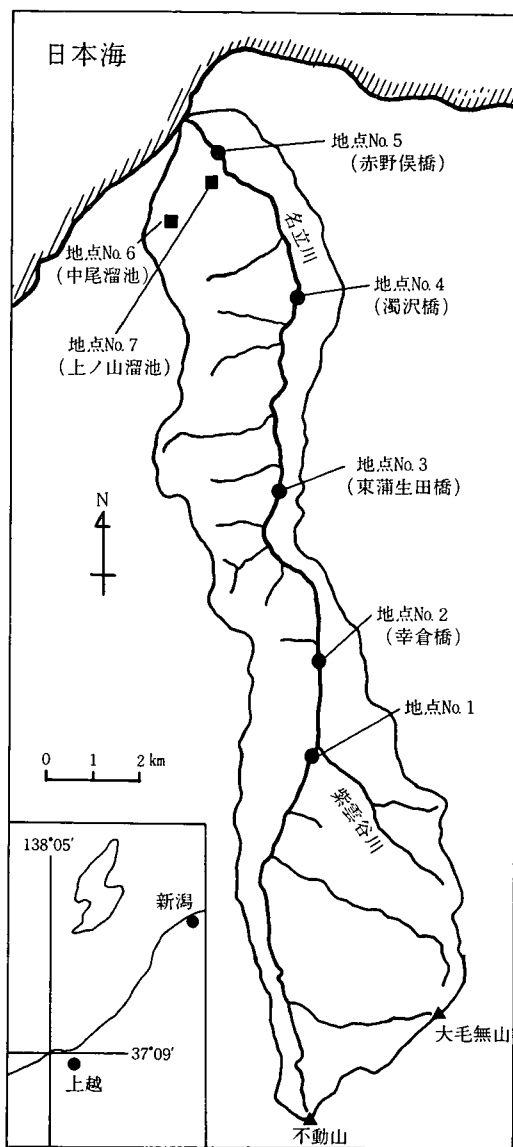 日本海
地点No. 5
(赤野俣橋)
名立川
地点No. 6
(中尾溜池)
地点No. 4
(濁沢橋)
地点No. 7
(上ノ山溜池)
地点No. 3
(東蒲生田橋)
N
地点No. 2
(幸倉橋)
地点No. 1
0 1 2 km
紫雲谷川
138°05′
新潟
37°09′
上越
大毛無山
不動山